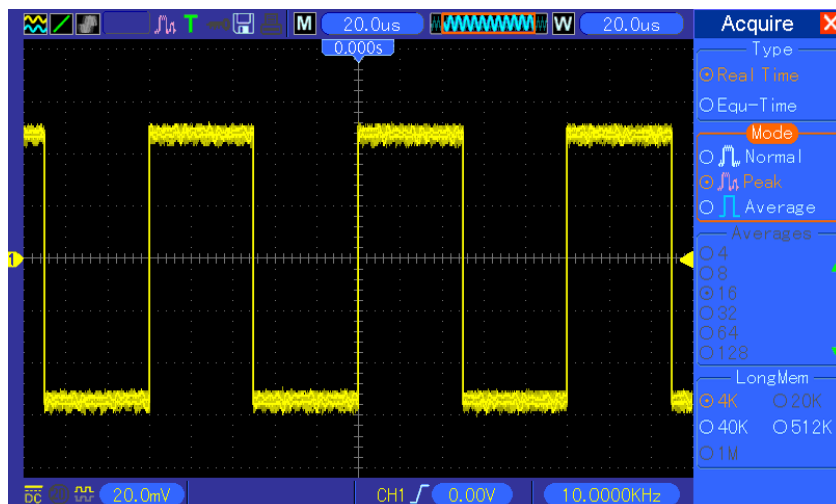 T M 20.0us W 20.0us Acquire
0.000s
Type
Real Time
Equ-Time
Mode
Normal
Peak
Average
Averages
4
8
16
32
64
128
1
LongMem
4K 20K
40K 512K
1M
DC 20.0mV CH1 0.00V 10.0000KHz